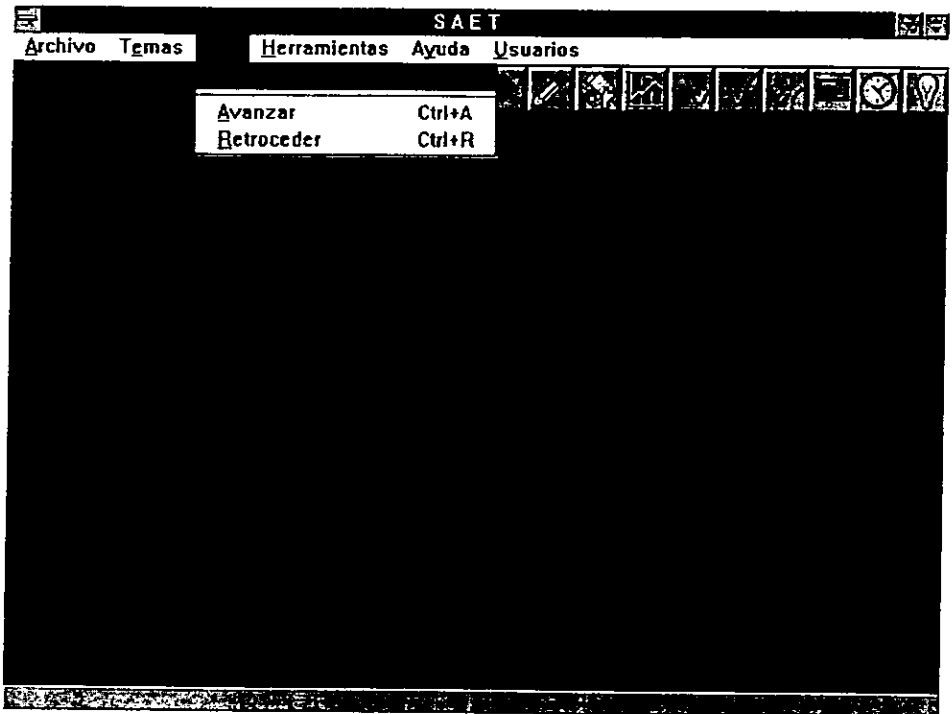 SAET
Archivo Temas Herramientas Ayuda Usuarios
Avanzar Ctrl+A
Retroceder Ctrl+R